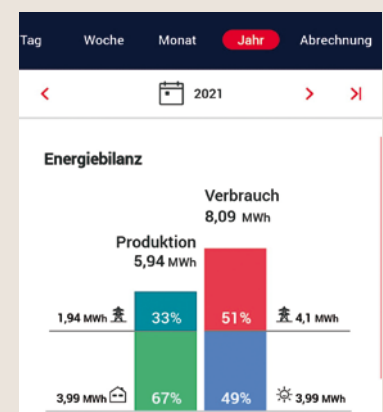 Tag Woche Monat Jahr Abrechnung
2021
Energiebilanz
Verbrauch
8,09 MWh
Produktion
5,94 MWh
1,94 MWh 33% 51% 4,1 MWh
3,99 MWh 67% 49% 3,99 MWh